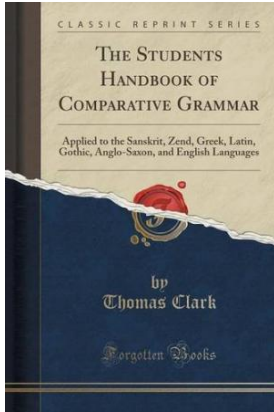 CLASSIC REPRINT SERIES
THE STUDENTS
HANDBOOK OF
COMPARATIVE GRAMMAR
Applied to the Sanskrit, Zend, Greek, Latin,
Gothic, Anglo-Saxon, and English Languages
by
Thomas Clark
Forgotten Books